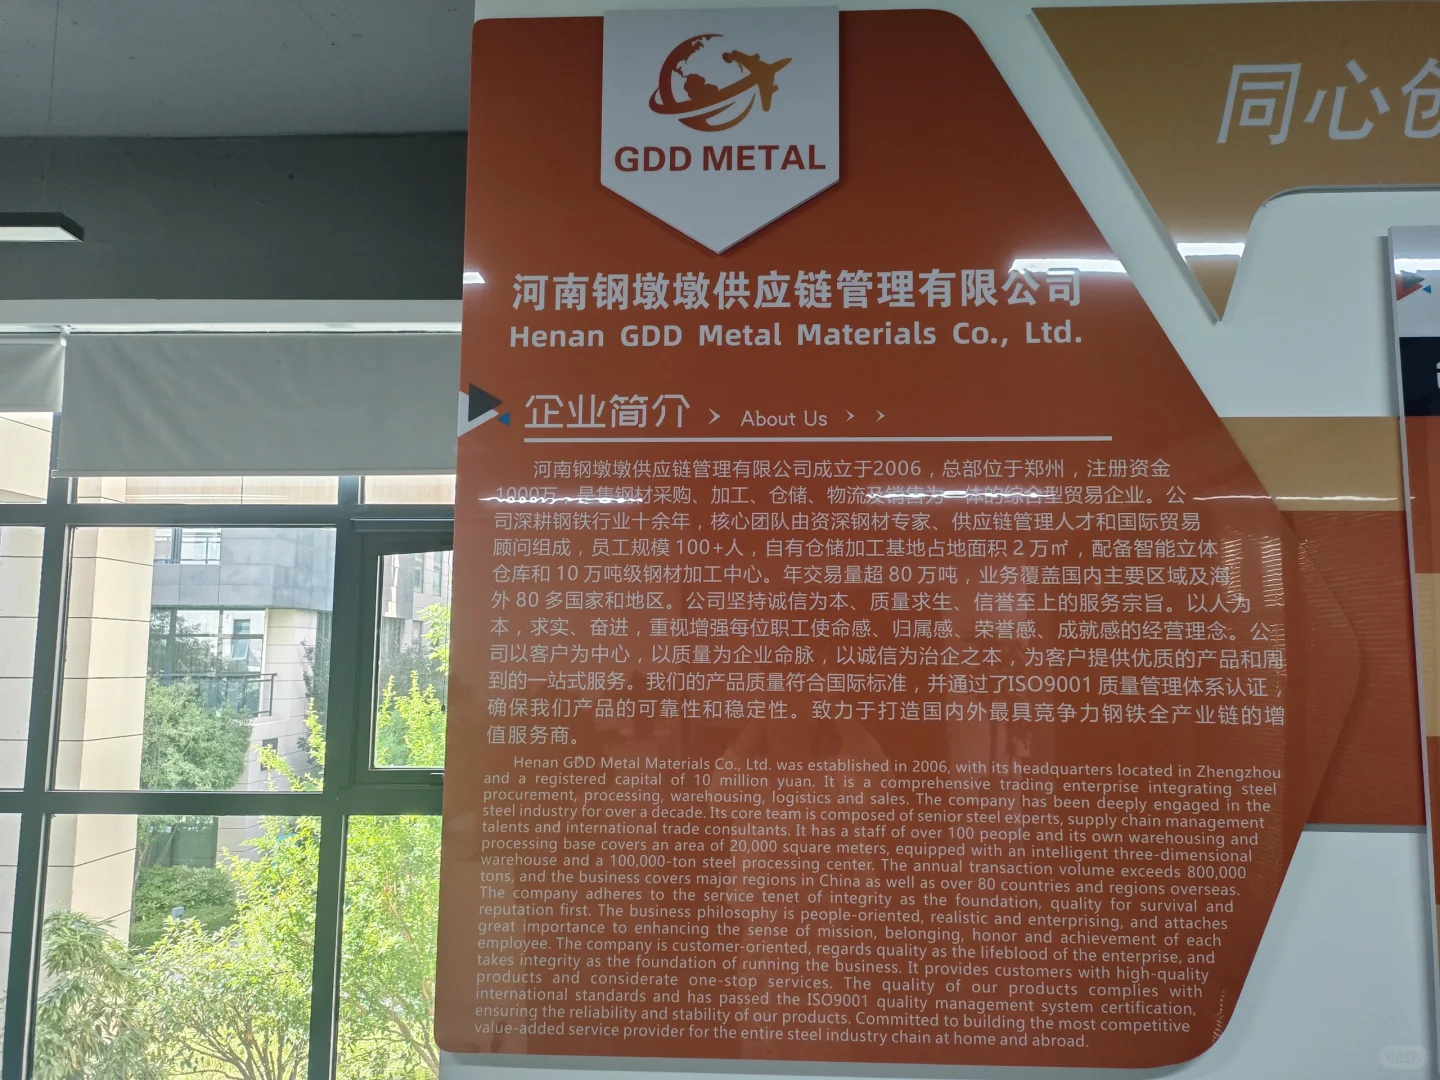 GDD METAL
同心创
河南钢墩墩供应链管理有限公司
Henan GDD Metal Materials Co., Ltd.
企业简介 About Us
河南钢墩墩供应链管理有限公司成立于2006，总部位于郑州，注册资金
1000万，是集钢材采购、加工、仓储、物流及销售为一体的综合型贸易企业。公
司深耕钢铁行业十余年，核心团队由资深钢材专家、供应链管理人才和国际贸易
顾问组成，员工规模 100+人，自有仓储加工基地占地面积 2 万㎡，配备智能立体
仓库和 10 万吨级钢材加工中心。年交易量超 80 万吨，业务覆盖国内主要区域及海
外 80 多国家和地区。公司坚持诚信为本、质量求生、信誉至上的服务宗旨。以人为
本，求实、奋进，重视增强每位职工使命感、归属感、荣誉感、成就感的经营理念。公
司以客户为中心，以质量为企业命脉，以诚信为治企之本，为客户提供优质的产品和周
到的一站式服务。我们的产品质量符合国际标准，并通过了ISO9001 质量管理体系认证，
确保我们产品的可靠性和稳定性。致力于打造国内外最具竞争力钢铁全产业链的增
值服务商。
Henan GDD Metal Materials Co., Ltd. was established in 2006, with its headquarters located in Zhengzhou
and a registered capital of 10 million yuan. It is a comprehensive trading enterprise integrating steel
procurement, processing, warehousing, logistics and sales. The company has been deeply engaged in the
steel industry for over a decade. Its core team is composed of senior steel experts, supply chain management
talents and international trade consultants. It has a staff of over 100 people and its own warehousing and
processing base covers an area of 20,000 square meters, equipped with an intelligent three-dimensional
warehouse and a 100,000-ton steel processing center. The annual transaction volume exceeds 800,000
tons, and the business covers major regions in China as well as over 80 countries and regions overseas.
The company adheres to the service tenet of integrity as the foundation, quality for survival and
reputation first. The business philosophy is people-oriented, realistic and enterprising, and attaches
great importance to enhancing the sense of mission, belonging, honor and achievement of each
employee. The company is customer-oriented, regards quality as the lifeblood of the enterprise, and
takes integrity as the foundation of running the business. It provides customers with high-quality
products and considerate one-stop services. The quality of our products complies with
international standards and has passed the ISO9001 quality management system certification,
ensuring the reliability and stability of our products. Committed to building the most competitive
value-added service provider for the entire steel industry chain at home and abroad.
小红书